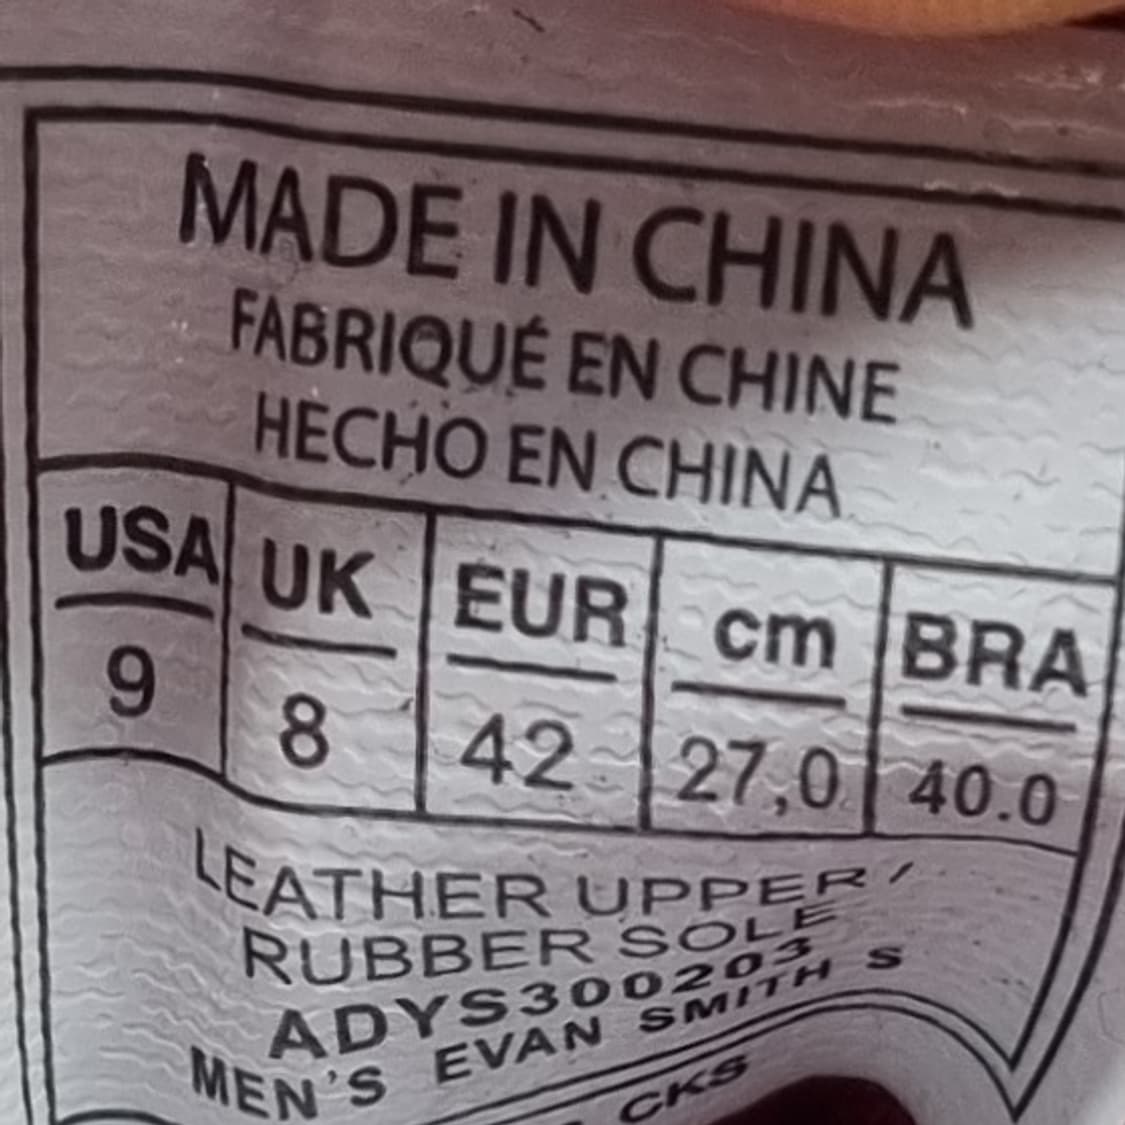 MADE IN CHINA
FABRIQUÉ EN CHINE
HECHO EN CHINA
USA UK EUR cm BRA
9 8 42 27,0 40.0
LEATHER UPPER /
RUBBER SOLE
ADYS300203
MEN'S EVAN SMITH S